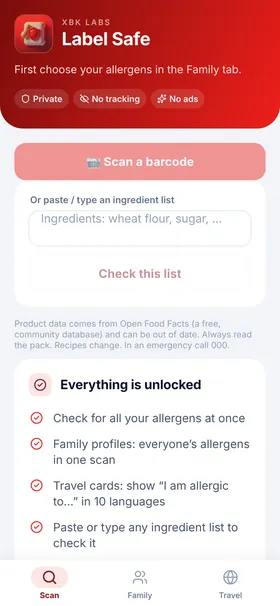 XBK LABS
Label Safe
First choose your allergens in the Family tab.
Private
No tracking
No ads
Scan a barcode
Or paste / type an ingredient list
Ingredients: wheat flour, sugar, ...
Check this list
Product data comes from Open Food Facts (a free,
community database) and can be out of date. Always read
the pack. Recipes change. In an emergency call 000.
Everything is unlocked
Check for all your allergens at once
Family profiles: everyone’s allergens
in one scan
Travel cards: show “I am allergic
to…” in 10 languages
Paste or type any ingredient list to
check it
Scan
Family
Travel